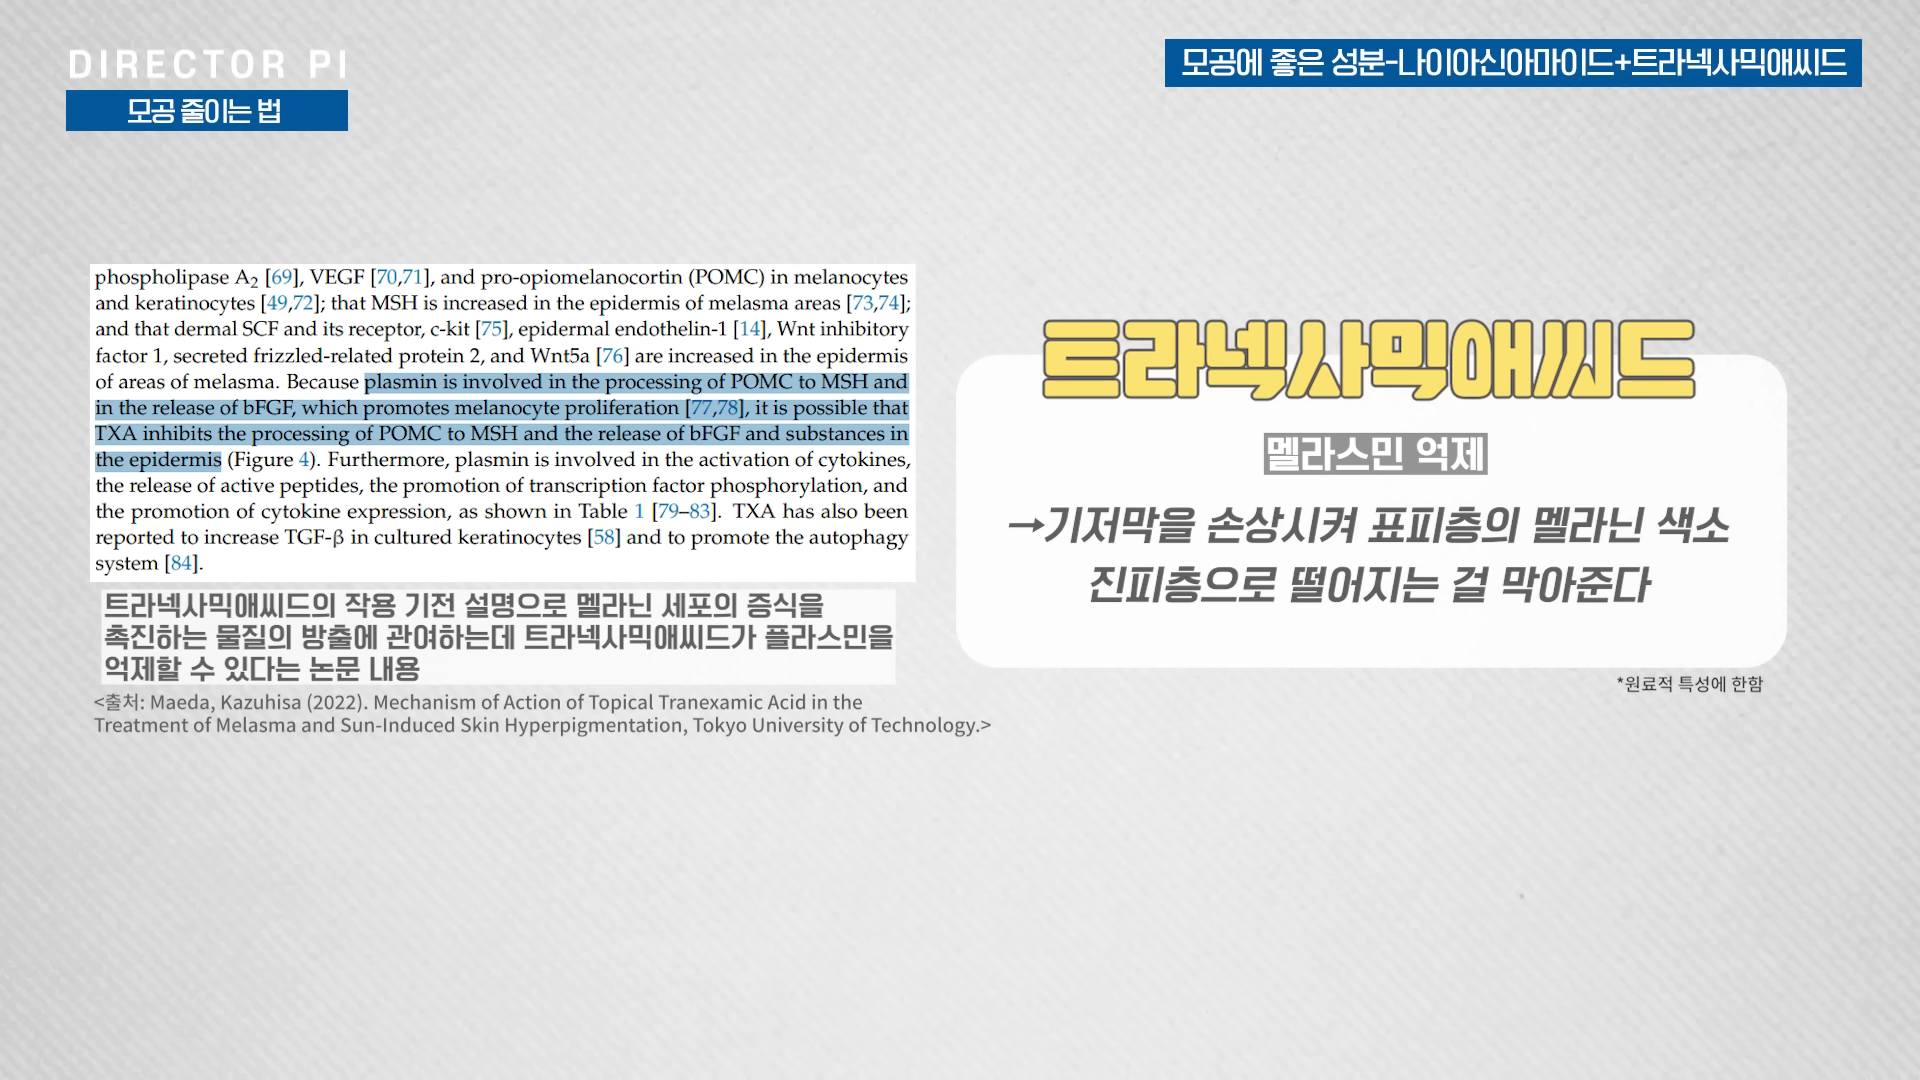 DIRECTOR PI
모공 줄이는 법
모공에 좋은 성분-나이아신아마이드+트라넥사믹애씨드
phospholipase A2 [69], VEGF [70,71], and pro-opiomelanocortin (POMC) in melanocytes
and keratinocytes [49,72]; that MSH is increased in the epidermis of melasma areas [73,74];
and that dermal SCF and its receptor, c-kit [75], epidermal endothelin-1 [14], Wnt inhibitory
factor 1, secreted frizzled-related protein 2, and Wnt5a [76] are increased in the epidermis
of areas of melasma. Because plasmin is involved in the processing of POMC to MSH and
in the release of bFGF, which promotes melanocyte proliferation [77,78], it is possible that
TXA inhibits the processing of POMC to MSH and the release of bFGF and substances in
the epidermis (Figure 4). Furthermore, plasmin is involved in the activation of cytokines,
the release of active peptides, the promotion of transcription factor phosphorylation, and
the promotion of cytokine expression, as shown in Table 1 [79–83]. TXA has also been
reported to increase TGF-β in cultured keratinocytes [58] and to promote the autophagy
system [84].
트라넥사믹애씨드의 작용 기전 설명으로 멜라닌 세포의 증식을
촉진하는 물질의 방출에 관여하는데 트라넥사믹애씨드가 플라스민을
억제할 수 있다는 논문 내용
<출처: Maeda, Kazuhisa (2022). Mechanism of Action of Topical Tranexamic Acid in the
Treatment of Melasma and Sun-Induced Skin Hyperpigmentation, Tokyo University of Technology.>
트라넥사믹애씨드
멜라스민 억제
→기저막을 손상시켜 표피층의 멜라닌 색소
진피층으로 떨어지는 걸 막아준다
*원료적 특성에 한함